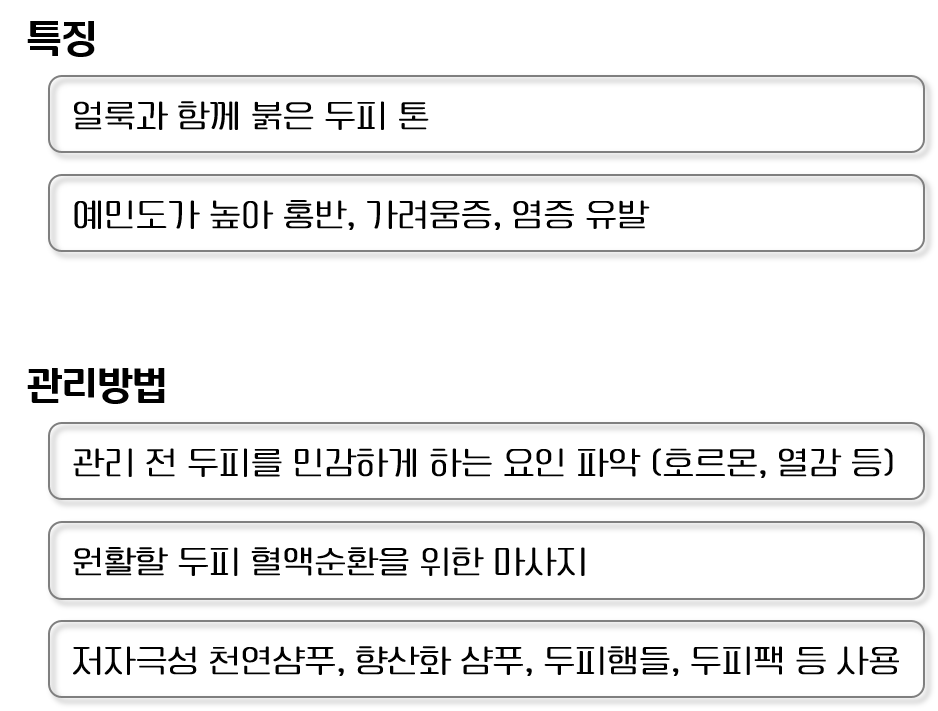 특징
얼룩과 함께 붉은 두피 톤
예민도가 높아 홍반, 가려움증, 염증 유발
관리방법
관리 전 두피를 민감하게 하는 요인 파악 (호르몬, 열감 등)
원활할 두피 혈액순환을 위한 마사지
저자극성 천연샴푸, 향산화 샴푸, 두피햄들, 두피팩 등 사용